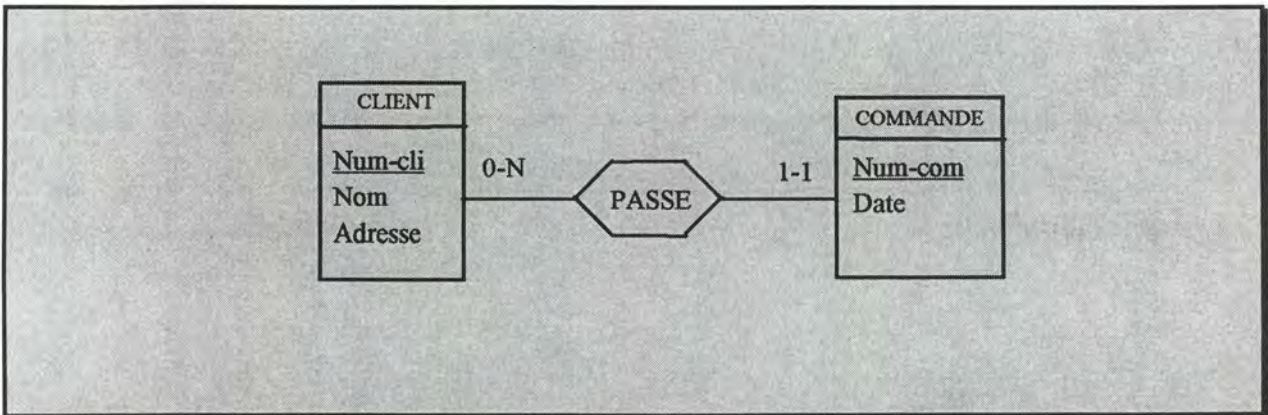 CLIENT
Num-cli
Nom
Adresse
0-N
PASSE
1-1
COMMANDE
Num-com
Date